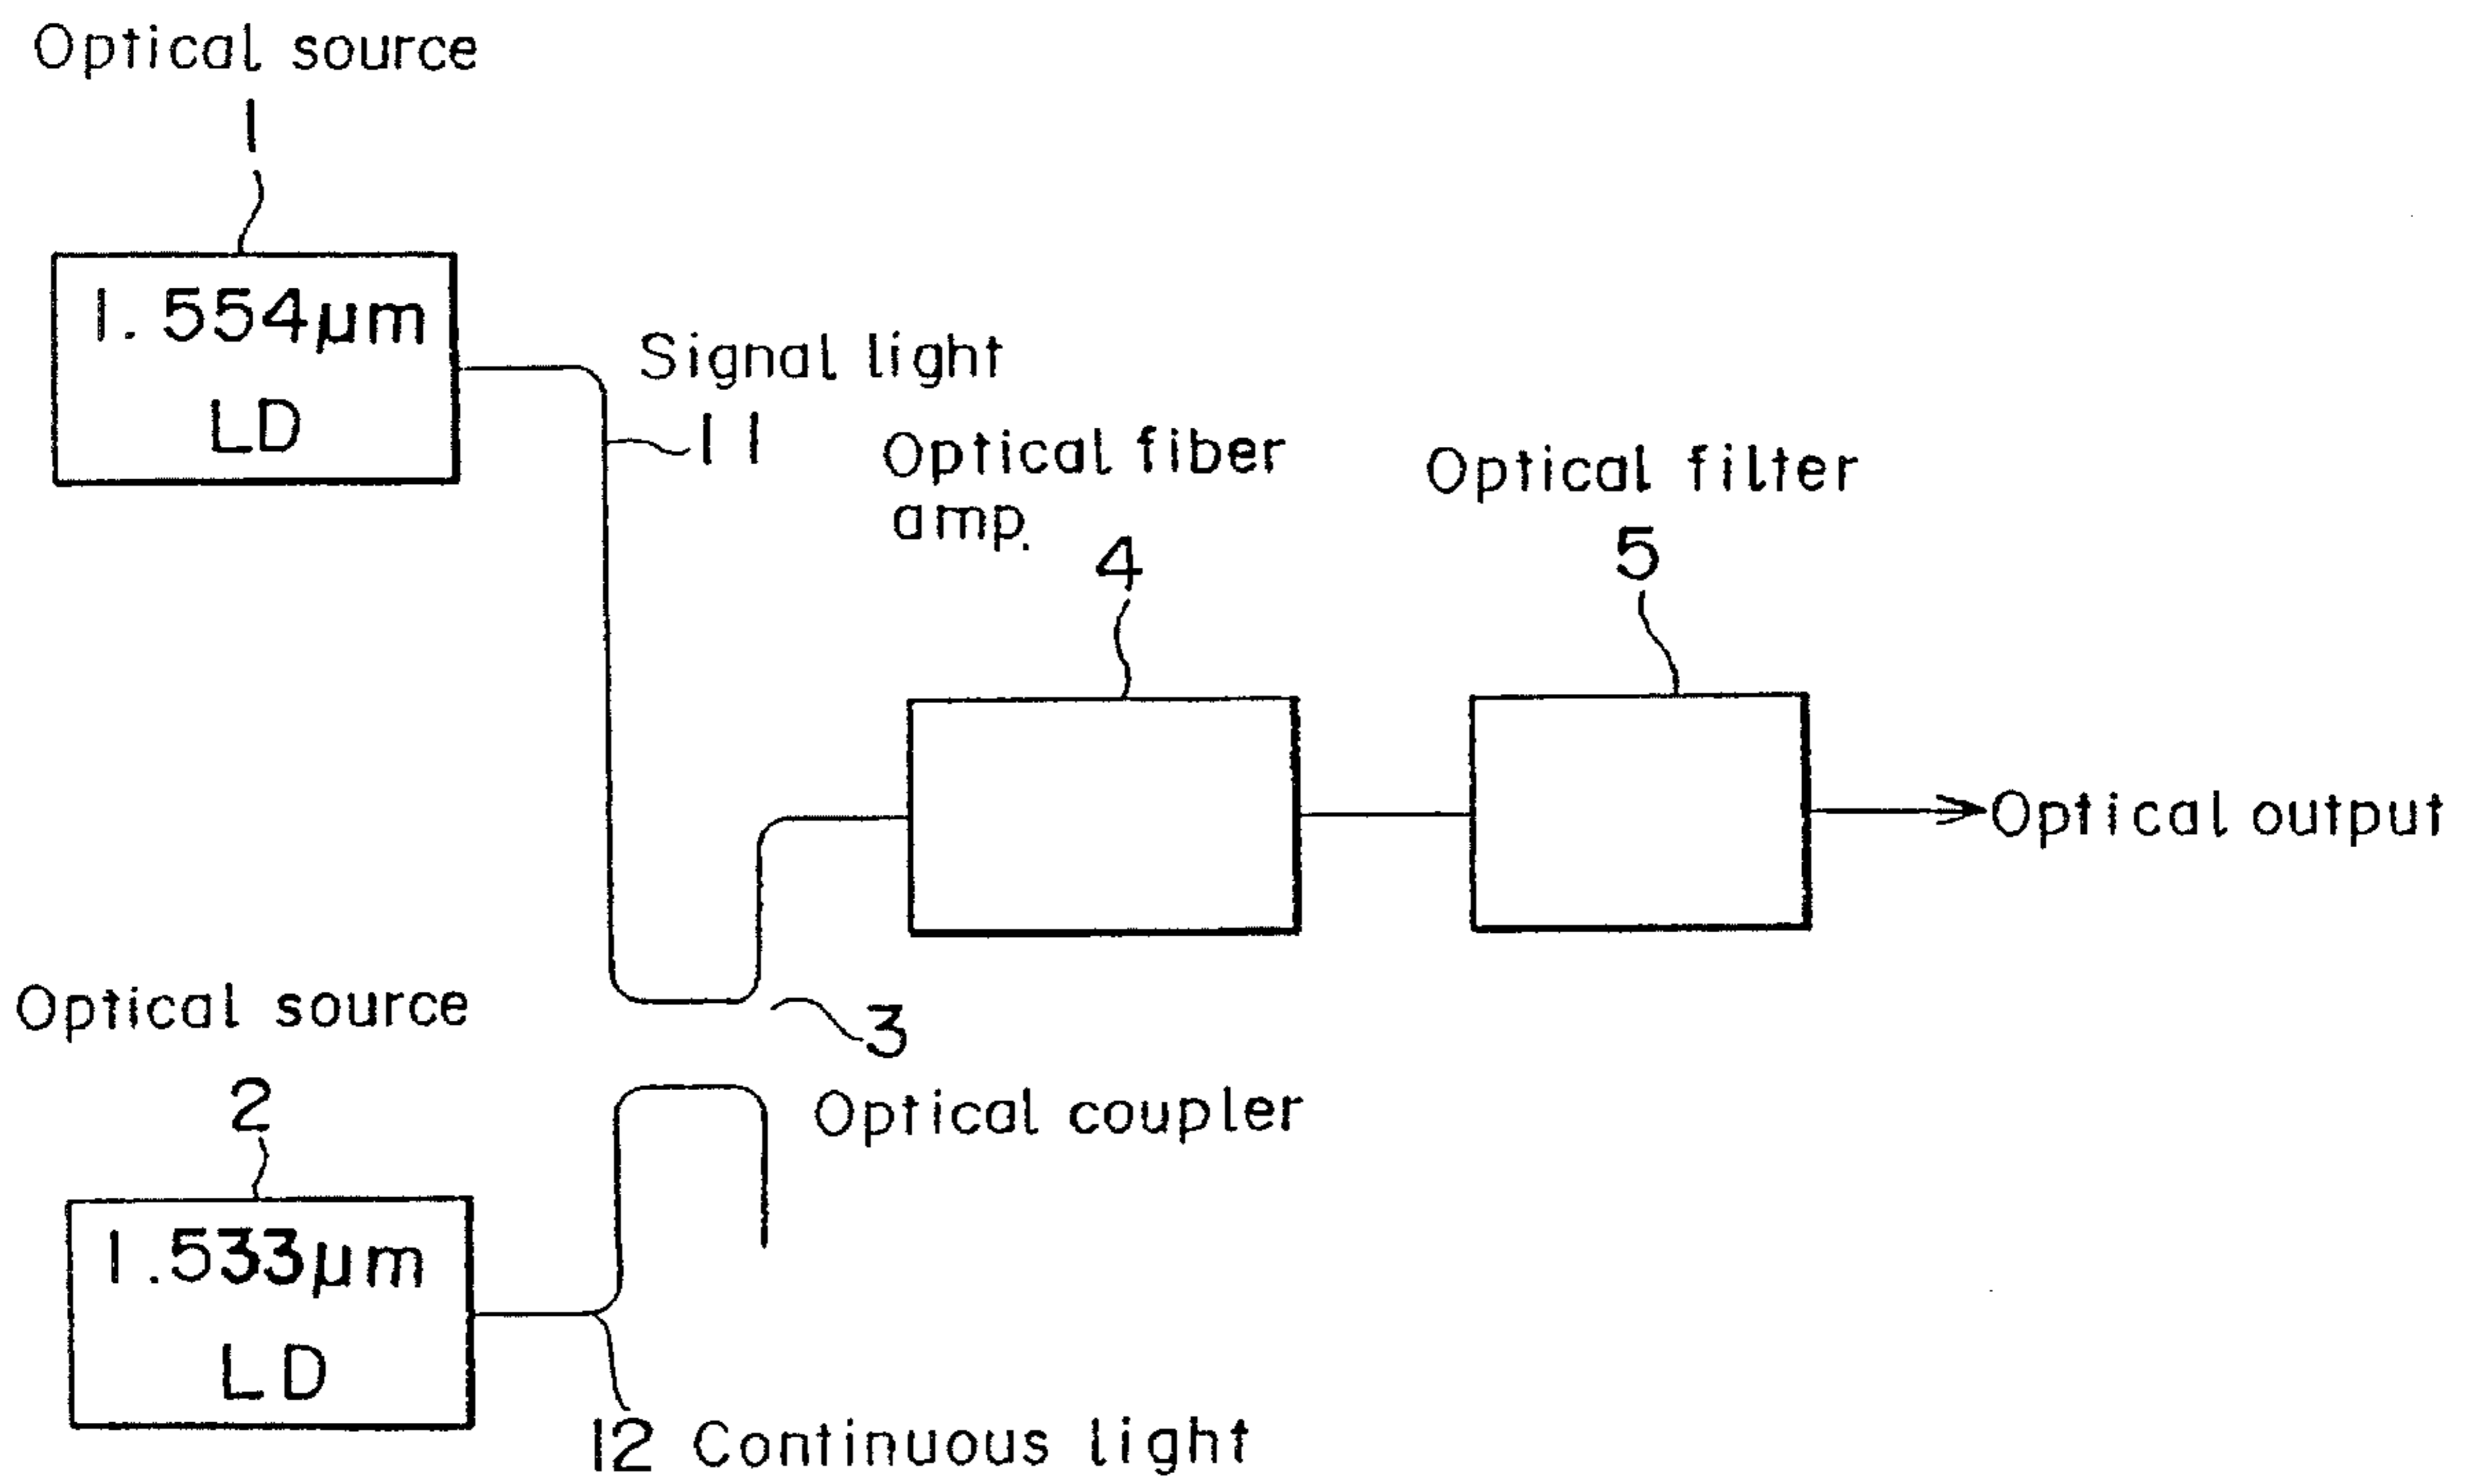 Optical source
1
1.554μm
LD
Signal light
11
Optical fiber
amp.
4
Optical filter
5
Optical output
Optical source
2
3
Optical coupler
1.533μm
LD
12 Continuous light